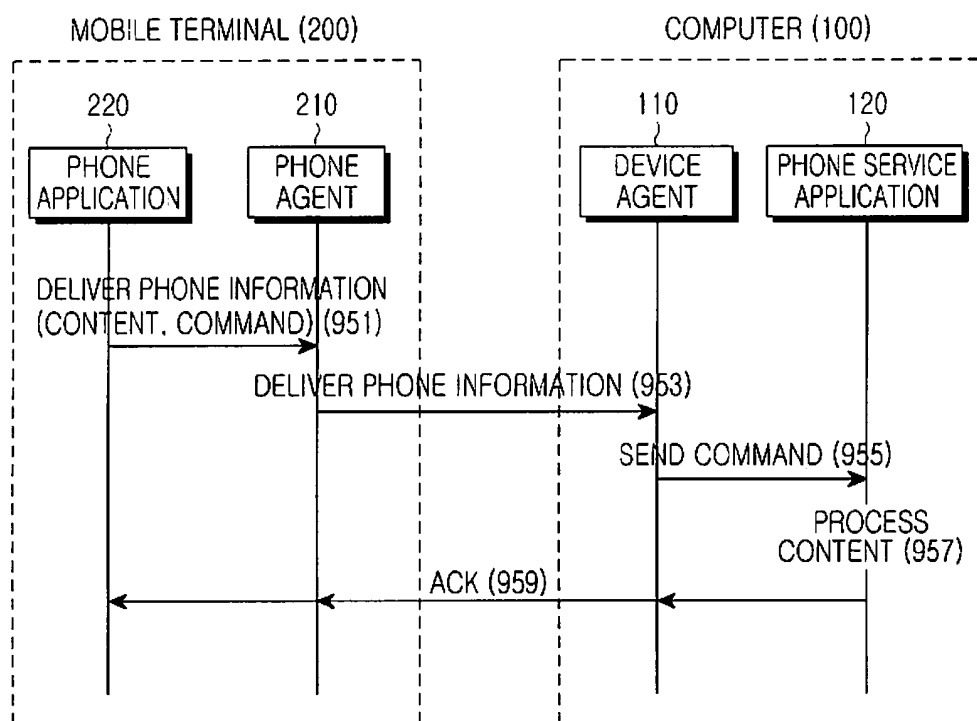 MOBILE TERMINAL (200)
COMPUTER (100)
220
210
110
120
PHONE
APPLICATION
PHONE
AGENT
DEVICE
AGENT
PHONE SERVICE
APPLICATION
DELIVER PHONE INFORMATION
(CONTENT, COMMAND) (951)
DELIVER PHONE INFORMATION (953)
SEND COMMAND (955)
PROCESS
CONTENT (957)
ACK (959)